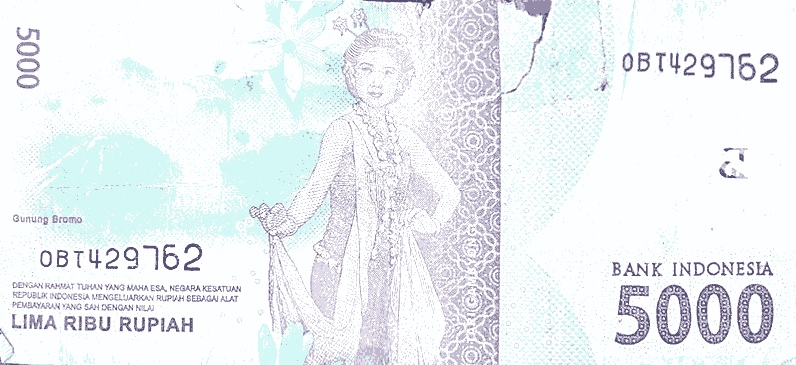 5000
OBT429762
Gunung Bromo
OBT429762
DENGAN RAHMAT TUHAN YANG MAHA ESA, NEGARA KESATUAN
REPUBLIK INDONESIA MENGELUARKAN RUPIAH SEBAGAI ALAT
PEMBAYARAN YANG SAH DENGAN NILAI
LIMA RIBU RUPIAH
BANK INDONESIA
5000